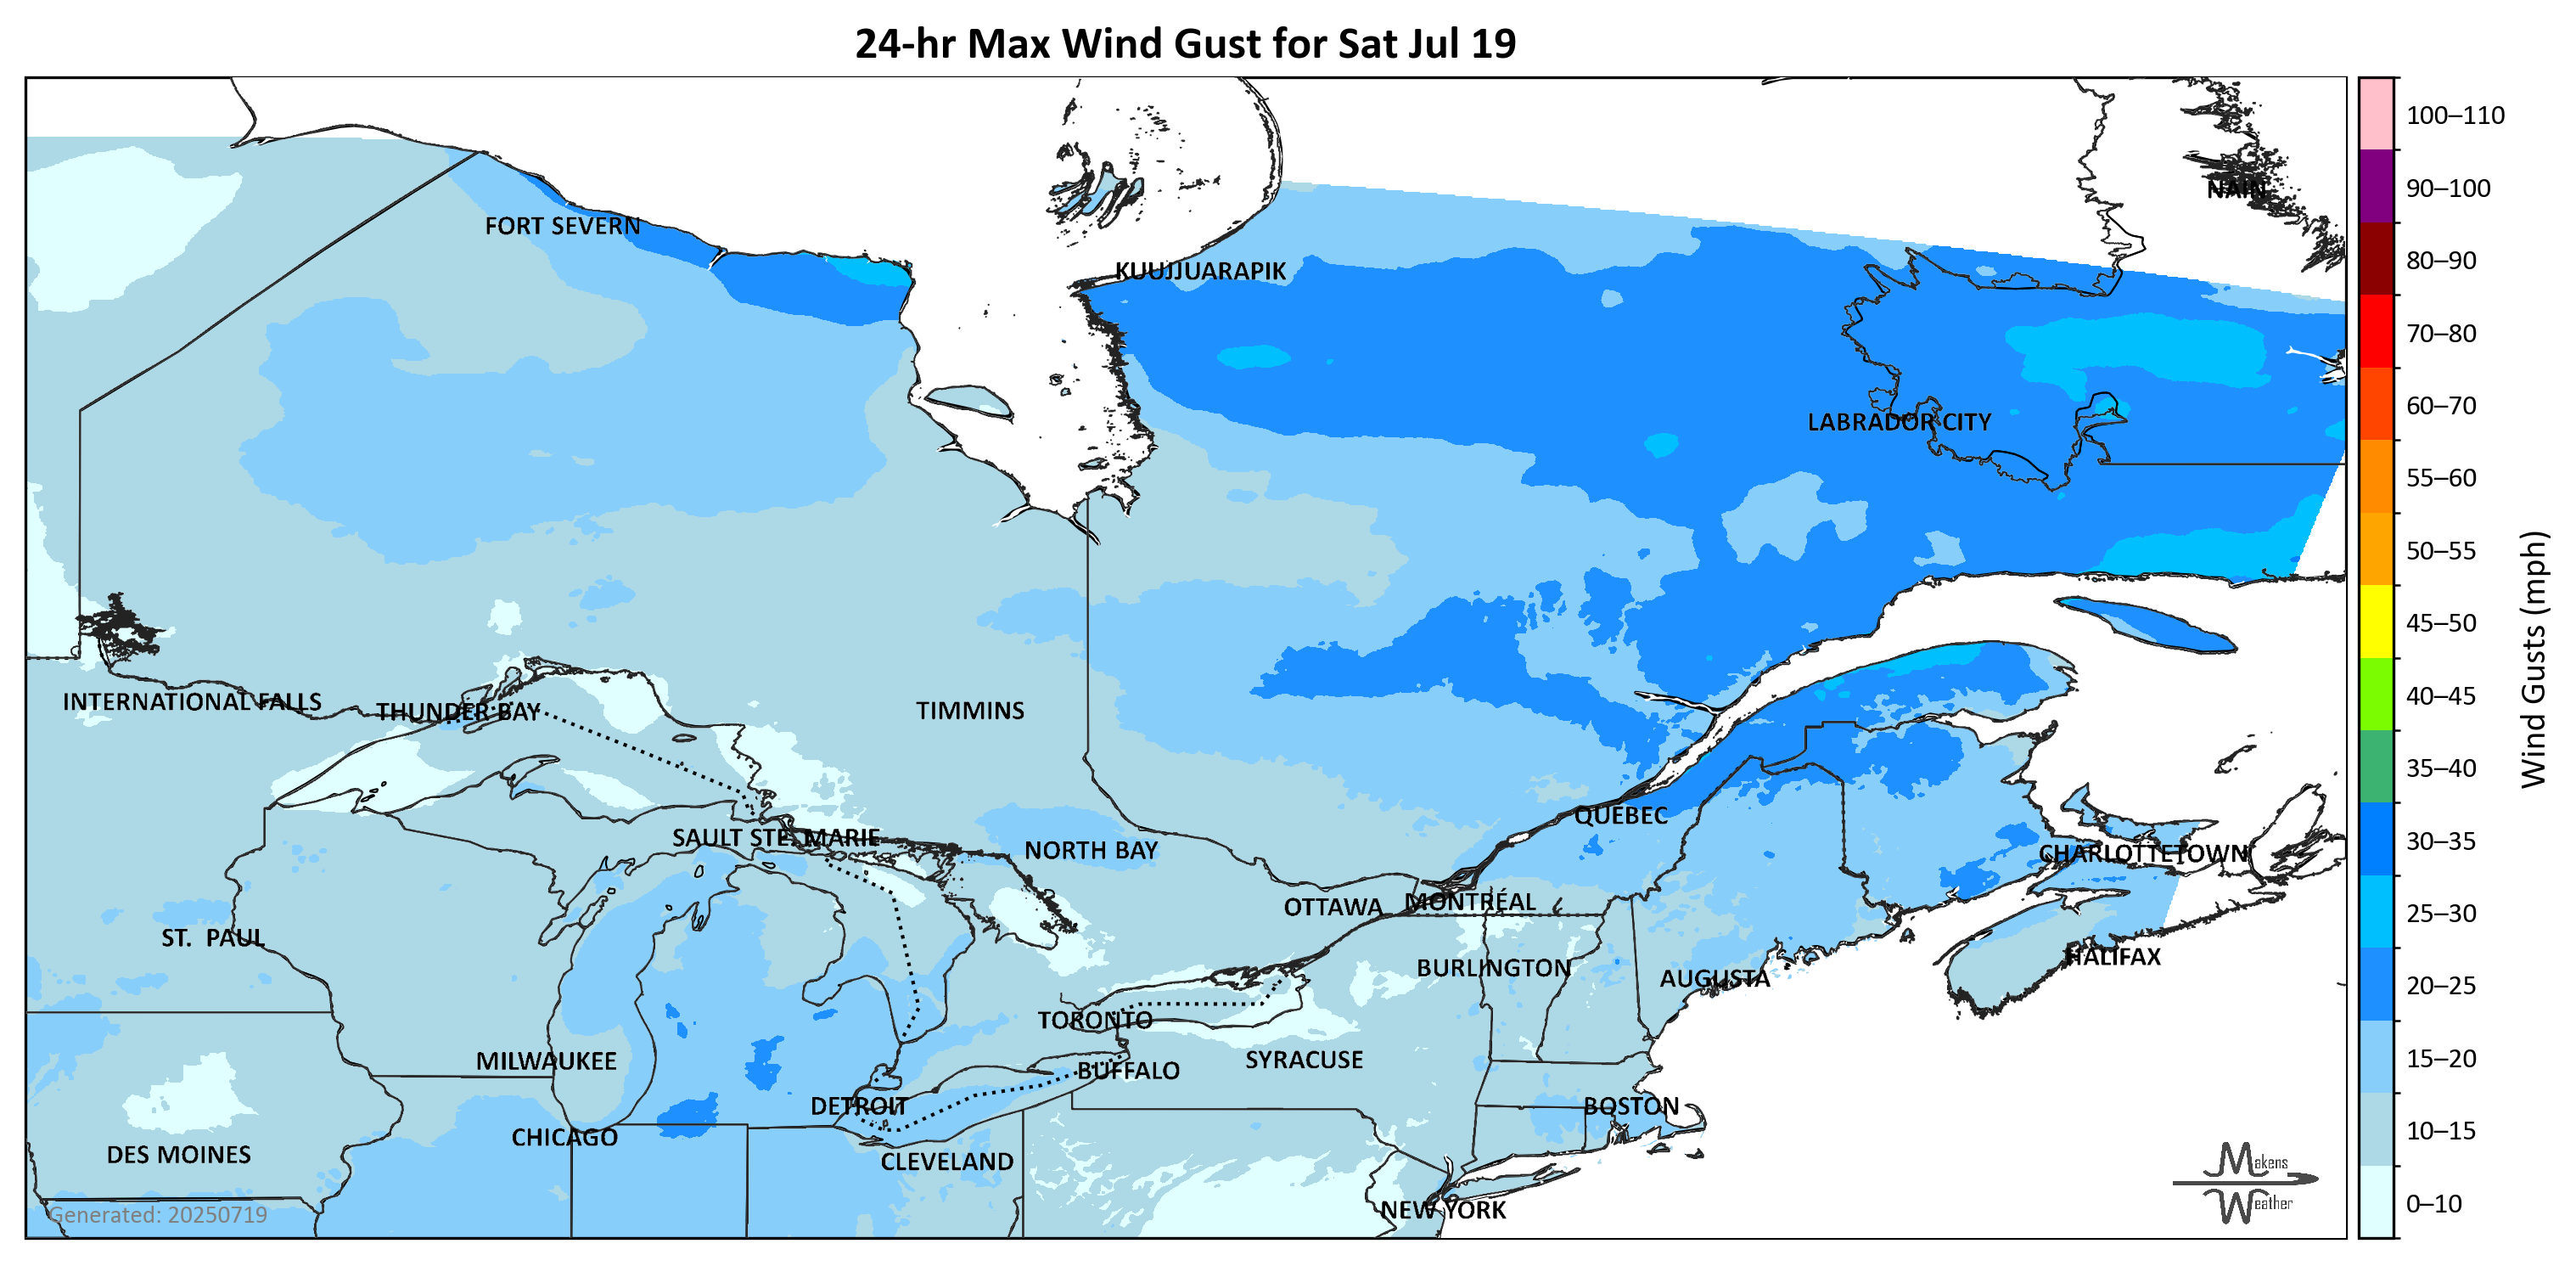 24-hr Max Wind Gust for Sat Jul 19
100–110
NAIN
90–100
FORT SEVERN
80–90
KUUJJUARAPIK
70–80
60–70
LABRADOR CITY
55–60
50–55
45–50
Wind Gusts (mph)
INTERNATIONAL FALLS
THUNDER BAY
TIMMINS
40–45
35–40
QUÉBEC
30–35
SAULT STE. MARIE
NORTH BAY
CHARLOTTETOWN
OTTAWA
MONTRÉAL
25–30
ST. PAUL
BURLINGTON
AUGUSTA
HALIFAX
20–25
TORONTO
MILWAUKEE
BUFFALO
SYRACUSE
15–20
DETROIT
BOSTON
CHICAGO
10–15
DES MOINES
CLEVELAND
Makens
Weather
NEW YORK
0–10
Generated: 20250719